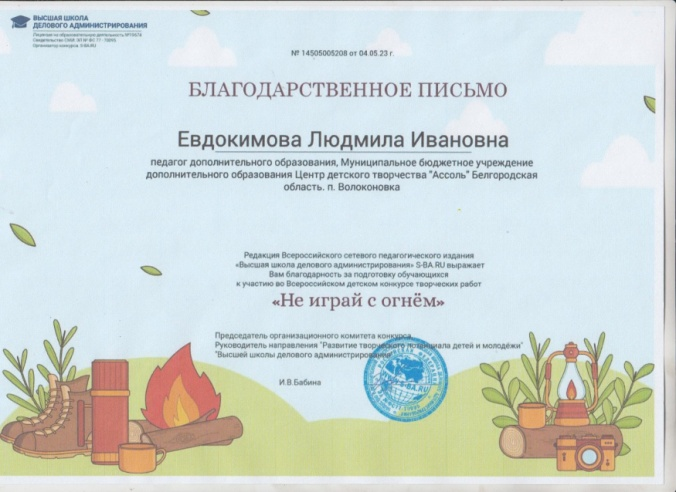 ВЫСШАЯ ШКОЛА
ДЕЛОВОГО АДМИНИСТРИРОВАНИЯ
№ 14505005208 от 04.05.23 г.
БЛАГОДАРСТВЕННОЕ ПИСЬМО
Евдокимова Людмила Ивановна
педагог дополнительного образования, Муниципальное бюджетное учреждение
дополнительного образования Центр детского творчества "Ассоль" Белгородская
область. п. Волоконовка
Редакция Всероссийского сетевого педагогического издания
«Высшая школа делового администрирования» S-BA.RU выражает
Вам благодарность за подготовку обучающихся
к участию во Всероссийском детском конкурсе творческих работ
«Не играй с огнём»
Председатель организационного комитета конкурса
Руководитель направления "Развитие творческого потенциала детей и молодёжи"
"Высшей школы делового администрирования"
И.В.Бабина